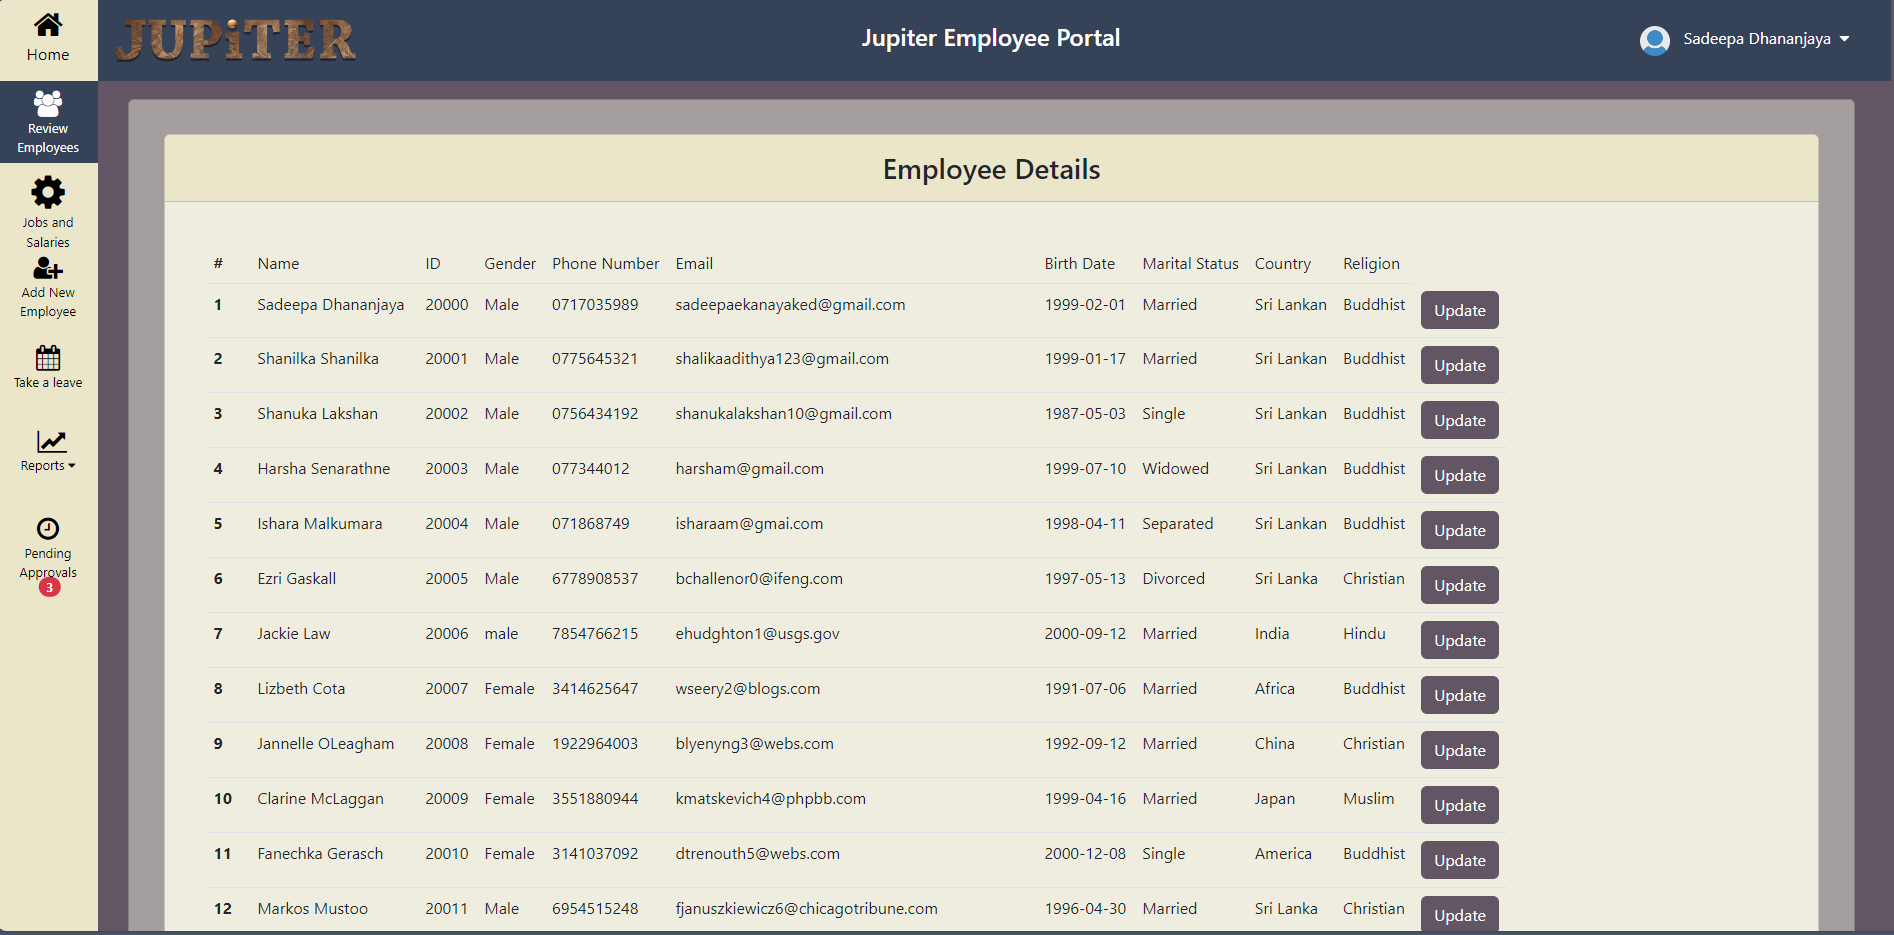 JUPiTER
Jupiter Employee Portal
Sadeepa Dhananjaya
Home
Review
Employees
Jobs and
Salaries
Add New
Employee
Take a leave
Reports
Pending
Approvals
3
Employee Details
# Name ID Gender Phone Number Email Birth Date Marital Status Country Religion
1 Sadeepa Dhananjaya 20000 Male 0717035989 sadeepaekanayaked@gmail.com 1999-02-01 Married Sri Lankan Buddhist Update
2 Shanilka Shanilka 20001 Male 0775645321 shalikaadithya123@gmail.com 1999-01-17 Married Sri Lankan Buddhist Update
3 Shanuka Lakshan 20002 Male 0756434192 shanukalakshan10@gmail.com 1987-05-03 Single Sri Lankan Buddhist Update
4 Harsha Senarathne 20003 Male 077344012 harsham@gmail.com 1999-07-10 Widowed Sri Lankan Buddhist Update
5 Ishara Malkumara 20004 Male 071868749 isharaam@gmai.com 1998-04-11 Separated Sri Lankan Buddhist Update
6 Ezri Gaskall 20005 Male 6778908537 bchallenor0@ifeng.com 1997-05-13 Divorced Sri Lanka Christian Update
7 Jackie Law 20006 male 7854766215 ehudghton1@usgs.gov 2000-09-12 Married India Hindu Update
8 Lizbeth Cota 20007 Female 3414625647 wseery2@blogs.com 1991-07-06 Married Africa Buddhist Update
9 Jannelle OLeagham 20008 Female 1922964003 blyenyng3@webs.com 1992-09-12 Married China Christian Update
10 Clarine McLaggan 20009 Female 3551880944 kmatskevich4@phpbb.com 1999-04-16 Married Japan Muslim Update
11 Fanechka Gerasch 20010 Female 3141037092 dtrenouth5@webs.com 2000-12-08 Single America Buddhist Update
12 Markos Mustoo 20011 Male 6954515248 fjanuszkiewicz6@chicagotribune.com 1996-04-30 Married Sri Lanka Christian Update